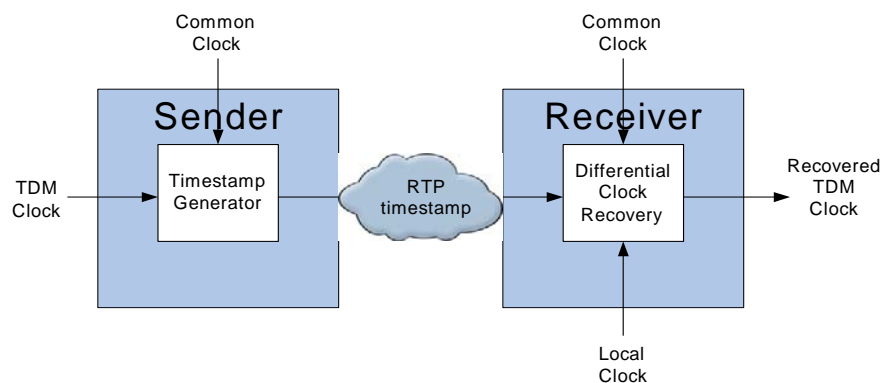 Common
Clock
Common
Clock
Sender
Receiver
TDM
Clock
Timestamp
Generator
RTP
timestamp
Differential
Clock
Recovery
Recovered
TDM
Clock
Local
Clock